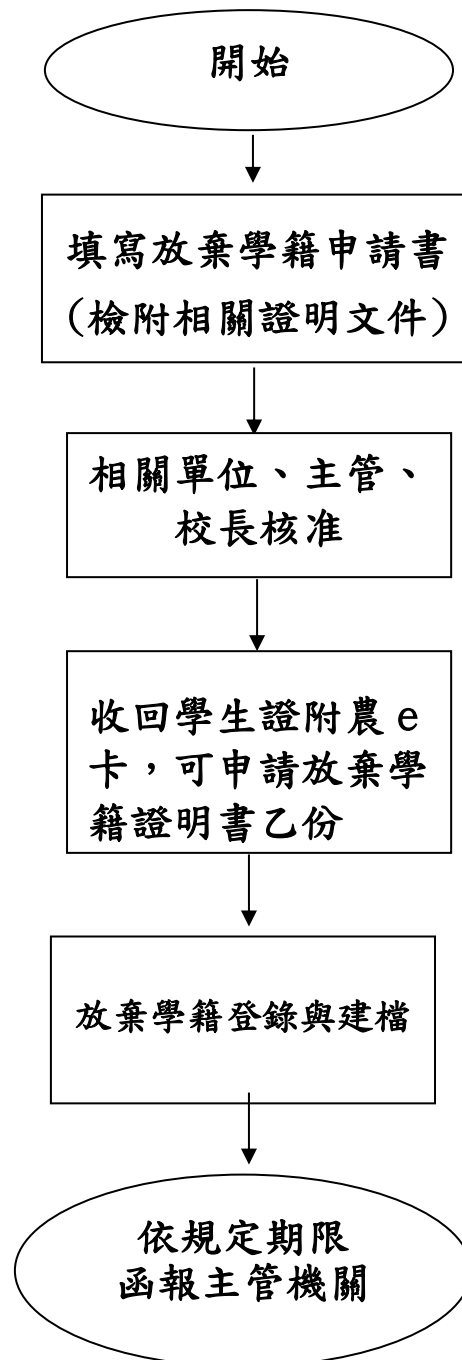 開始
填寫放棄學籍申請書
(檢附相關證明文件)
相關單位、主管、
校長核准
收回學生證附農 e
卡，可申請放棄學
籍證明書乙份
放棄學籍登錄與建檔
依規定期限
函報主管機關